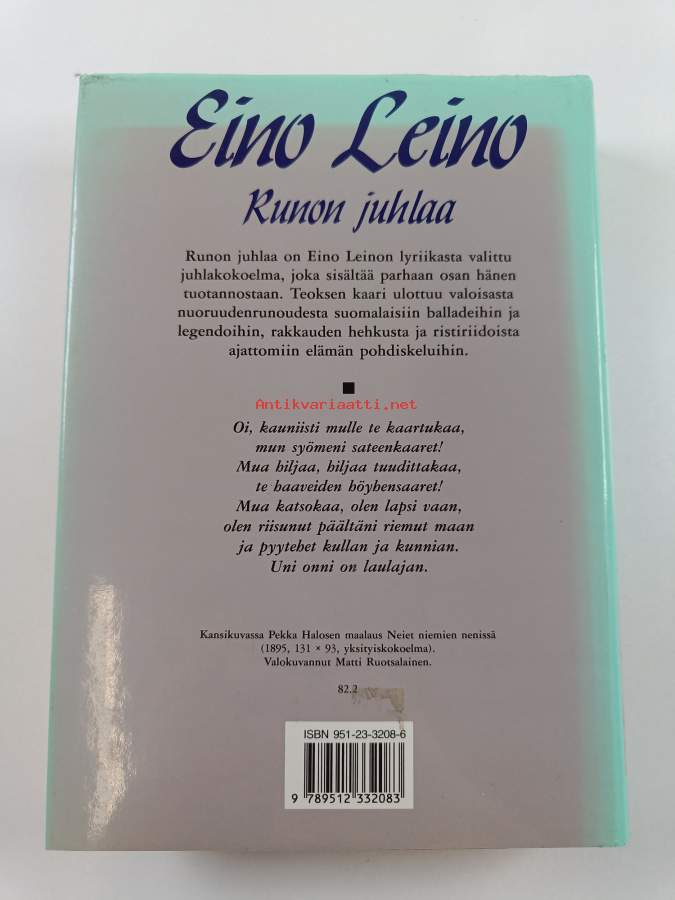 Eino Leino
Runon juhlaa
Runon juhlaa on Eino Leinon lyriikasta valittu
juhlakokoelma, joka sisältää parhaan osan hänen
tuotannostaan. Teoksen kaari ulottuu valoisasta
nuoruudenrunoudesta suomalaisiin balladeihin ja
legendoihin, rakkauden hehkusta ja ristiriidoista
ajattomiin elämän pohdiskeluihin.
Antikvariaatti.net
Oi, kauniisti mulle te kaartukaa,
mun syömeni sateenkaaret!
Mua hiljaa, hiljaa tuudittakaa,
te haaveiden höyhensaaret!
Mua katsokaa, olen lapsi vaan,
olen riisunut päältäni riemut maan
ja pyytehet kullan ja kunnian.
Uni onni on laulajan.
Kansikuvassa Pekka Halosen maalaus Neiet niemien nenissä
(1895, 131 × 93, yksityiskokoelma).
Valokuvannut Matti Ruotsalainen.
82.2
ISBN 951-23-3208-6
9 789512 332083